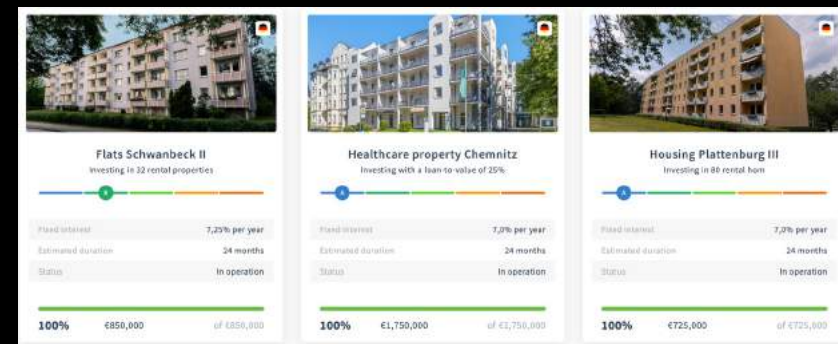 Flats Schwanbeck II
Investing in 32 rental properties
B
Fixed interest 7,25% per year
Estimated duration 24 months
Status In operation
100% €850,000 of €850,000
Healthcare property Chemnitz
Investing with a loan-to-value of 25%
A
Fixed interest 7,0% per year
Estimated duration 24 months
Status In operation
100% €1,750,000 of €1,750,000
Housing Plattenburg III
Investing in 80 rental hom
A
Fixed interest 7,0% per year
Estimated duration 24 months
Status In operation
100% €725,000 of €725,000